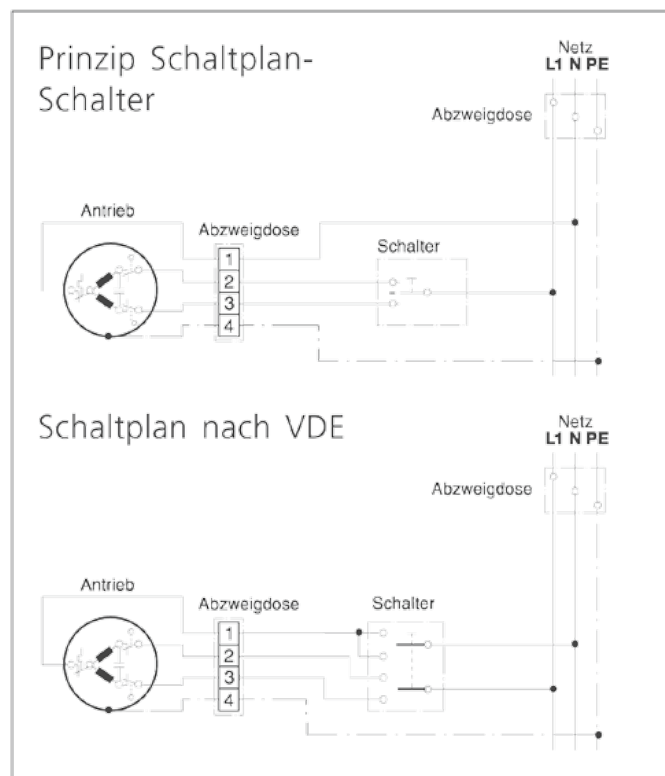 Prinzip Schaltplan-
Schalter
Netz
L1 N PE
Abzweigdose
Antrieb
Abzweigdose
Schalter
1
2
3
4
Schaltplan nach VDE
Netz
L1 N PE
Abzweigdose
Antrieb
Abzweigdose
Schalter
1
2
3
4